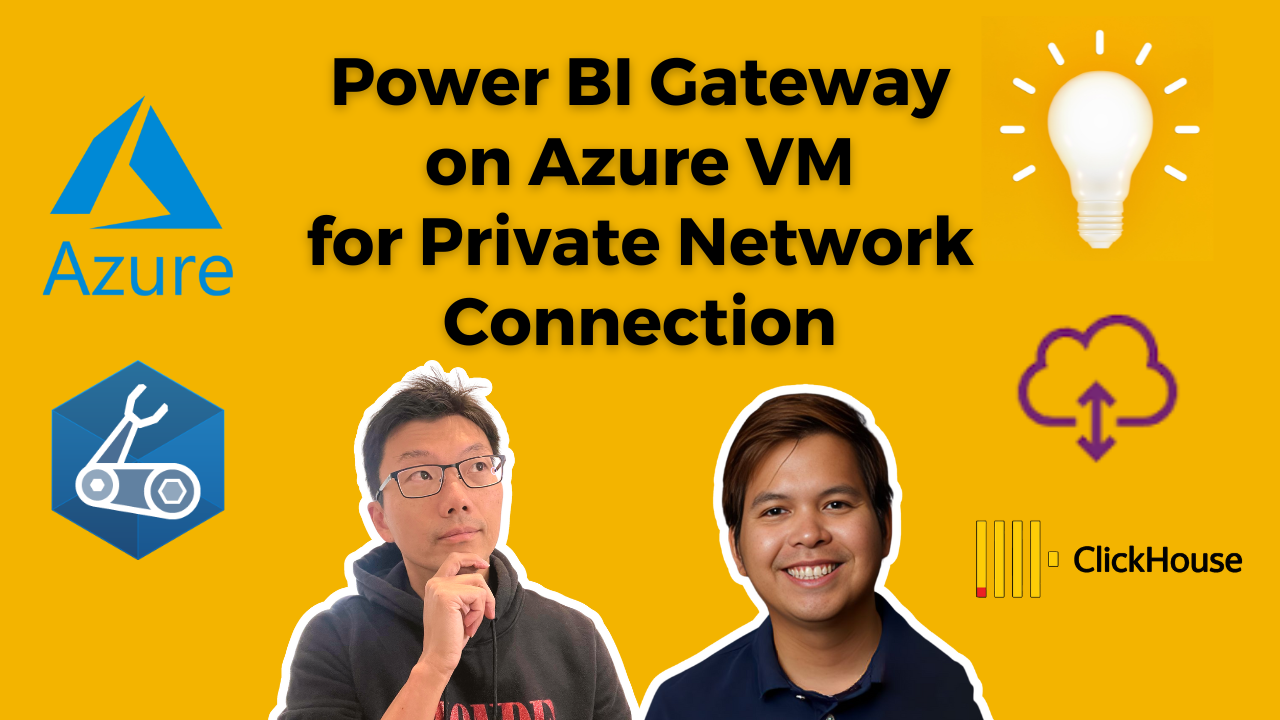 Power BI Gateway
on Azure VM
for Private Network
Connection
Azure
ClickHouse